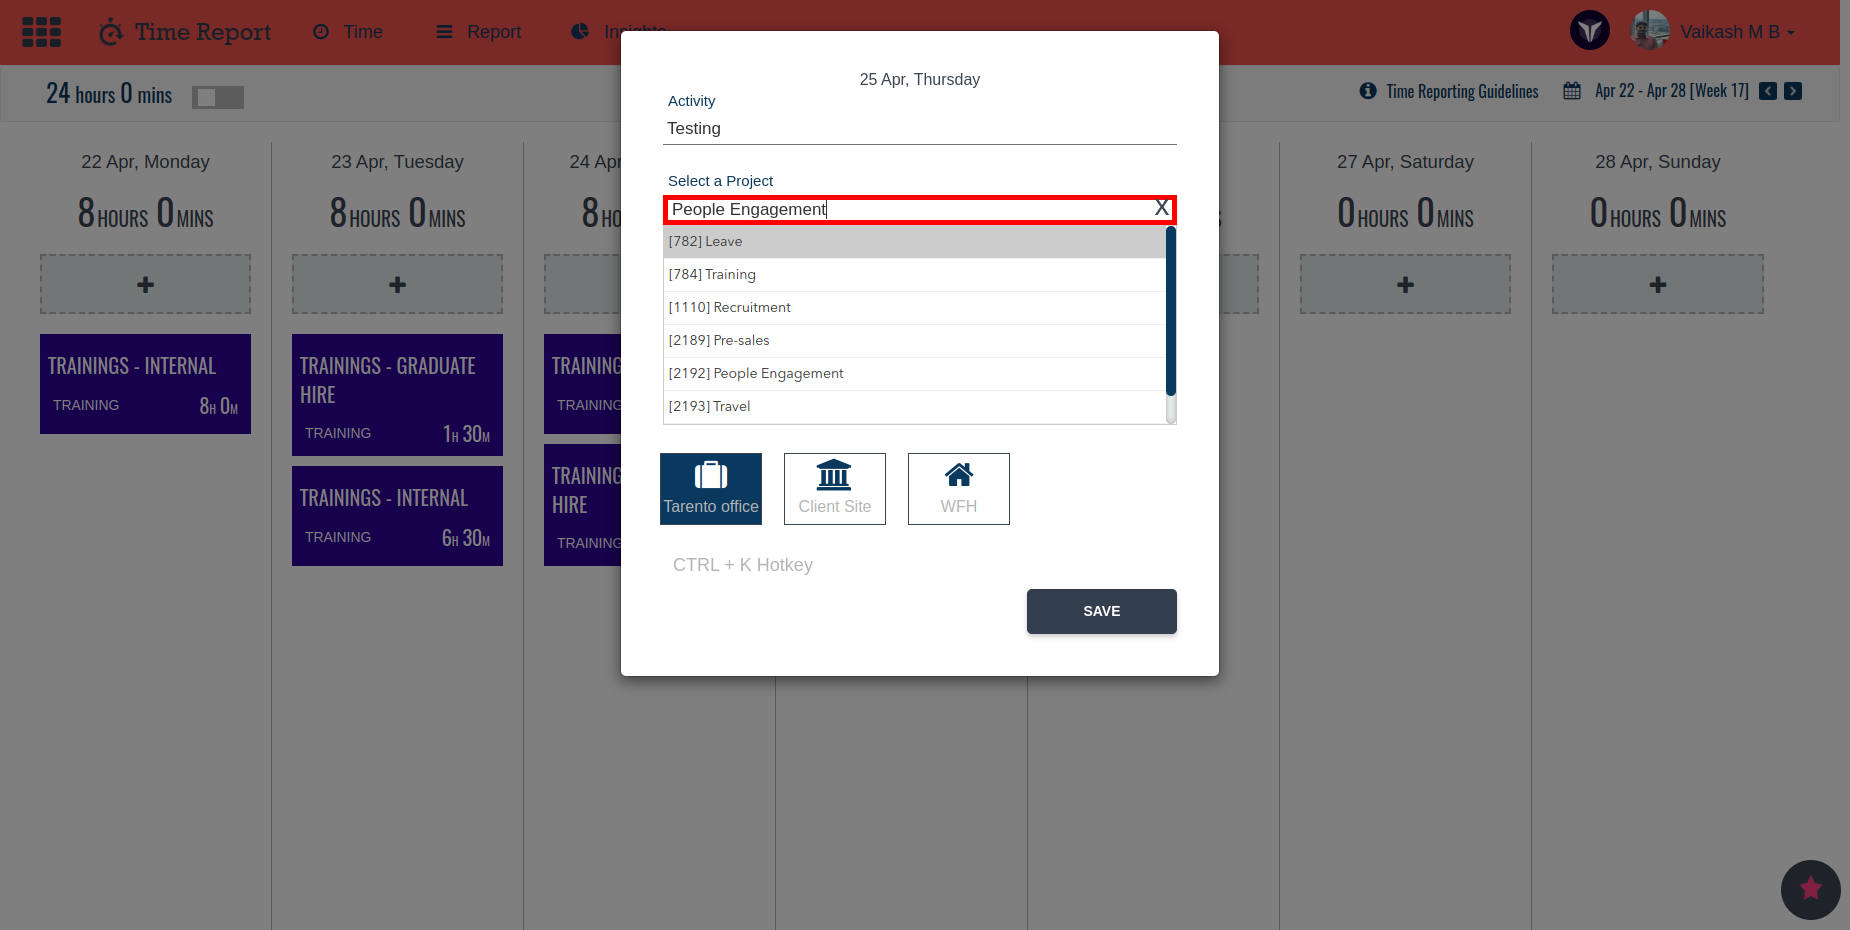 Time Report
Time
Report
Insights
Vaikash M B
24 hours 0 mins
Time Reporting Guidelines
Apr 22 - Apr 28 [Week 17]
22 Apr, Monday
8 HOURS 0 MINS
+
TRAININGS - INTERNAL
TRAINING
8H 0M
23 Apr, Tuesday
8 HOURS 0 MINS
+
TRAININGS - GRADUATE
HIRE
TRAINING
1H 30M
TRAININGS - INTERNAL
TRAINING
6H 30M
24 Apr
8 HO
TRAINING
TRAINING
TRAINING
HIRE
TRAINING
25 Apr, Thursday
Activity
Testing
Select a Project
People Engagement
X
[782] Leave
[784] Training
[1110] Recruitment
[2189] Pre-sales
[2192] People Engagement
[2193] Travel
Tarento office
Client Site
WFH
CTRL + K Hotkey
SAVE
27 Apr, Saturday
0 HOURS 0 MINS
+
28 Apr, Sunday
0 HOURS 0 MINS
+